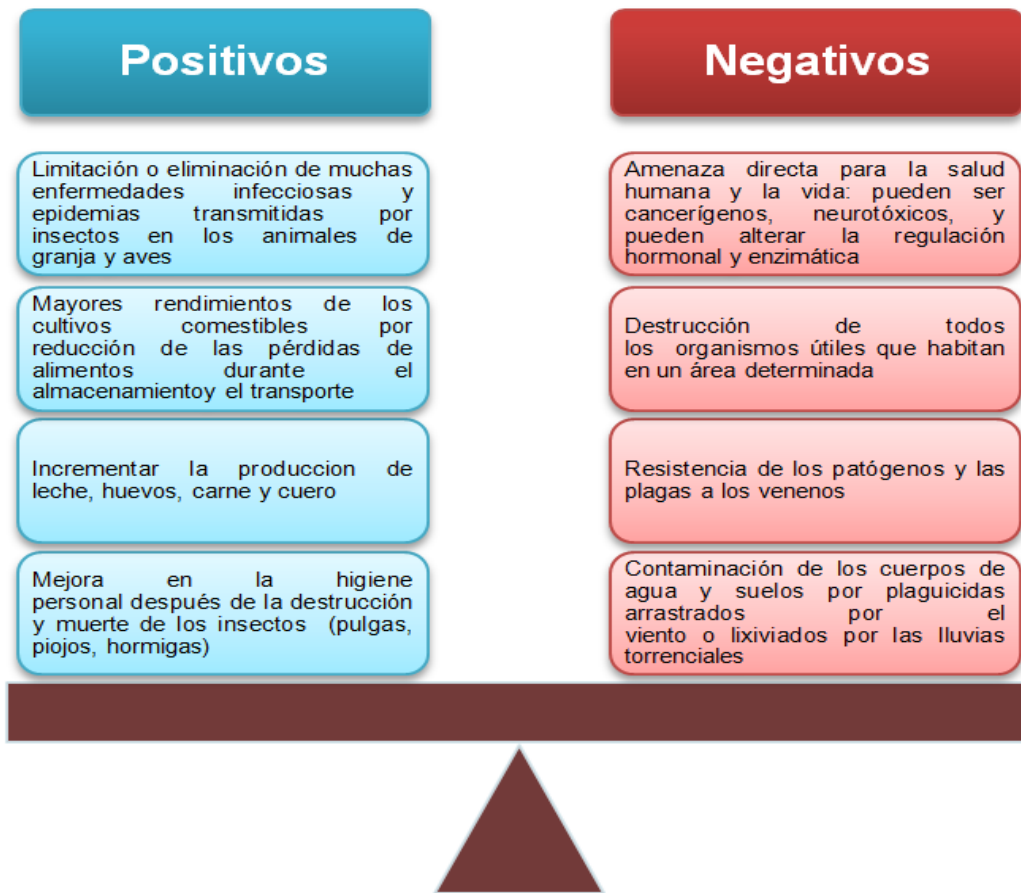 Positivos
Limitación o eliminación de muchas
enfermedades infecciosas y
epidemias transmitidas por
insectos en los animales de
granja y aves
Mayores rendimientos de los
cultivos comestibles por
reducción de las pérdidas de
alimentos durante el
almacenamientoy el transporte
Incrementar la produccion de
leche, huevos, carne y cuero
Mejora en la higiene
personal después de la destrucción
y muerte de los insectos (pulgas,
piojos, hormigas)
Negativos
Amenaza directa para la salud
humana y la vida: pueden ser
cancerígenos, neurotóxicos, y
pueden alterar la regulación
hormonal y enzimática
Destrucción de todos
los organismos útiles que habitan
en un área determinada
Resistencia de los patógenos y las
plagas a los venenos
Contaminación de los cuerpos de
agua y suelos por plaguicidas
arrastrados por el
viento o lixiviados por las lluvias
torrenciales